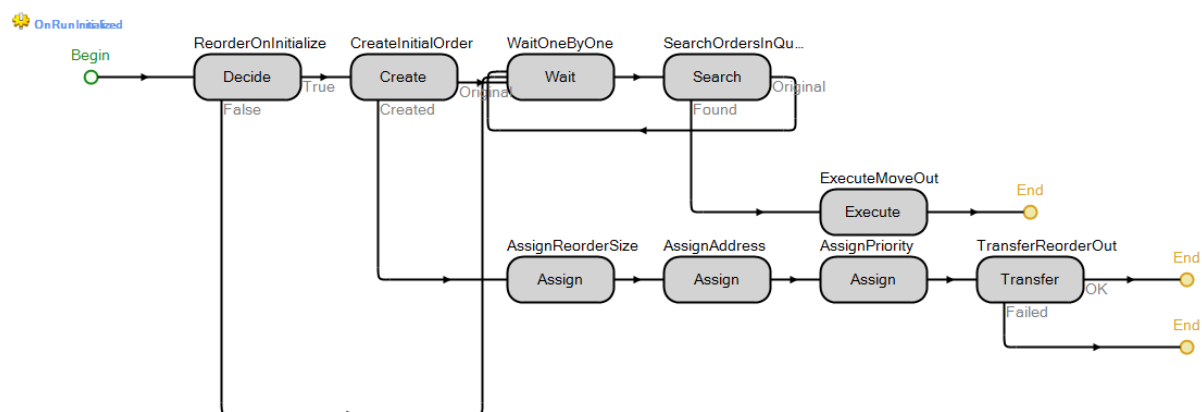 OnRunInitialized
Begin
ReorderOnInitialize
CreateInitialOrder
WaitOneByOne
SearchOrdersInQu...
Decide
Create
Wait
Search
True
Original
Original
False
Created
Found
ExecuteMoveOut
End
Execute
AssignReorderSize
AssignAddress
AssignPriority
TransferReorderOut
End
Assign
Assign
Assign
Transfer
OK
Failed
End